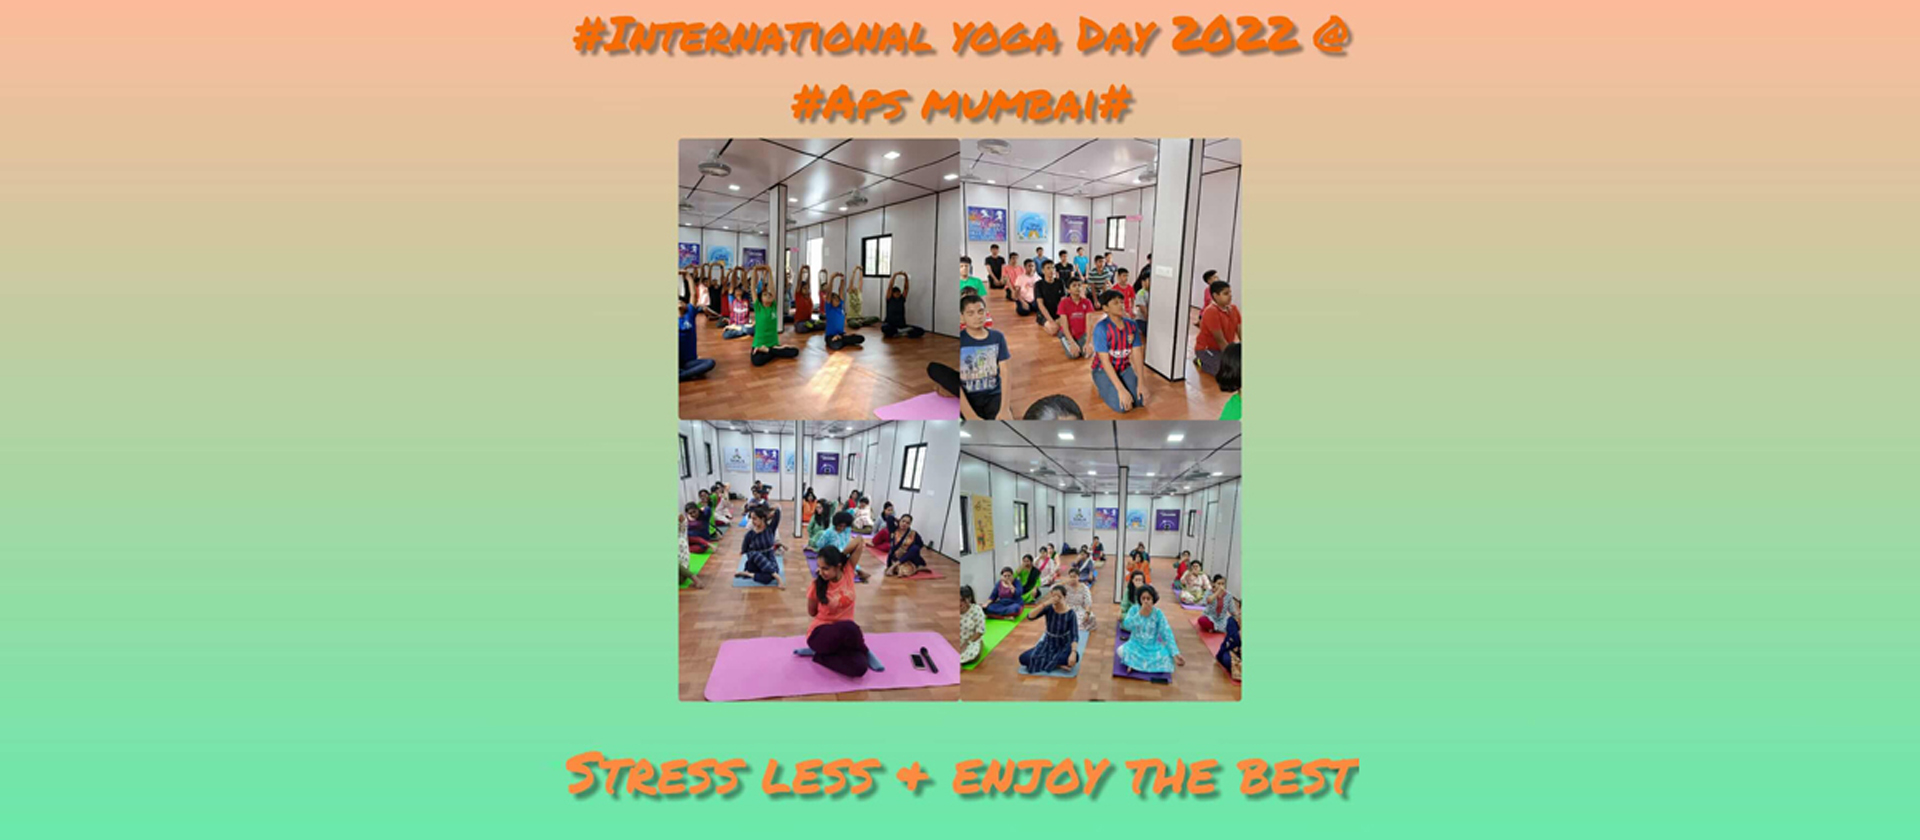 #International yoga Day 2022 @
#Aps mumbai#
Stress less & enjoy the best